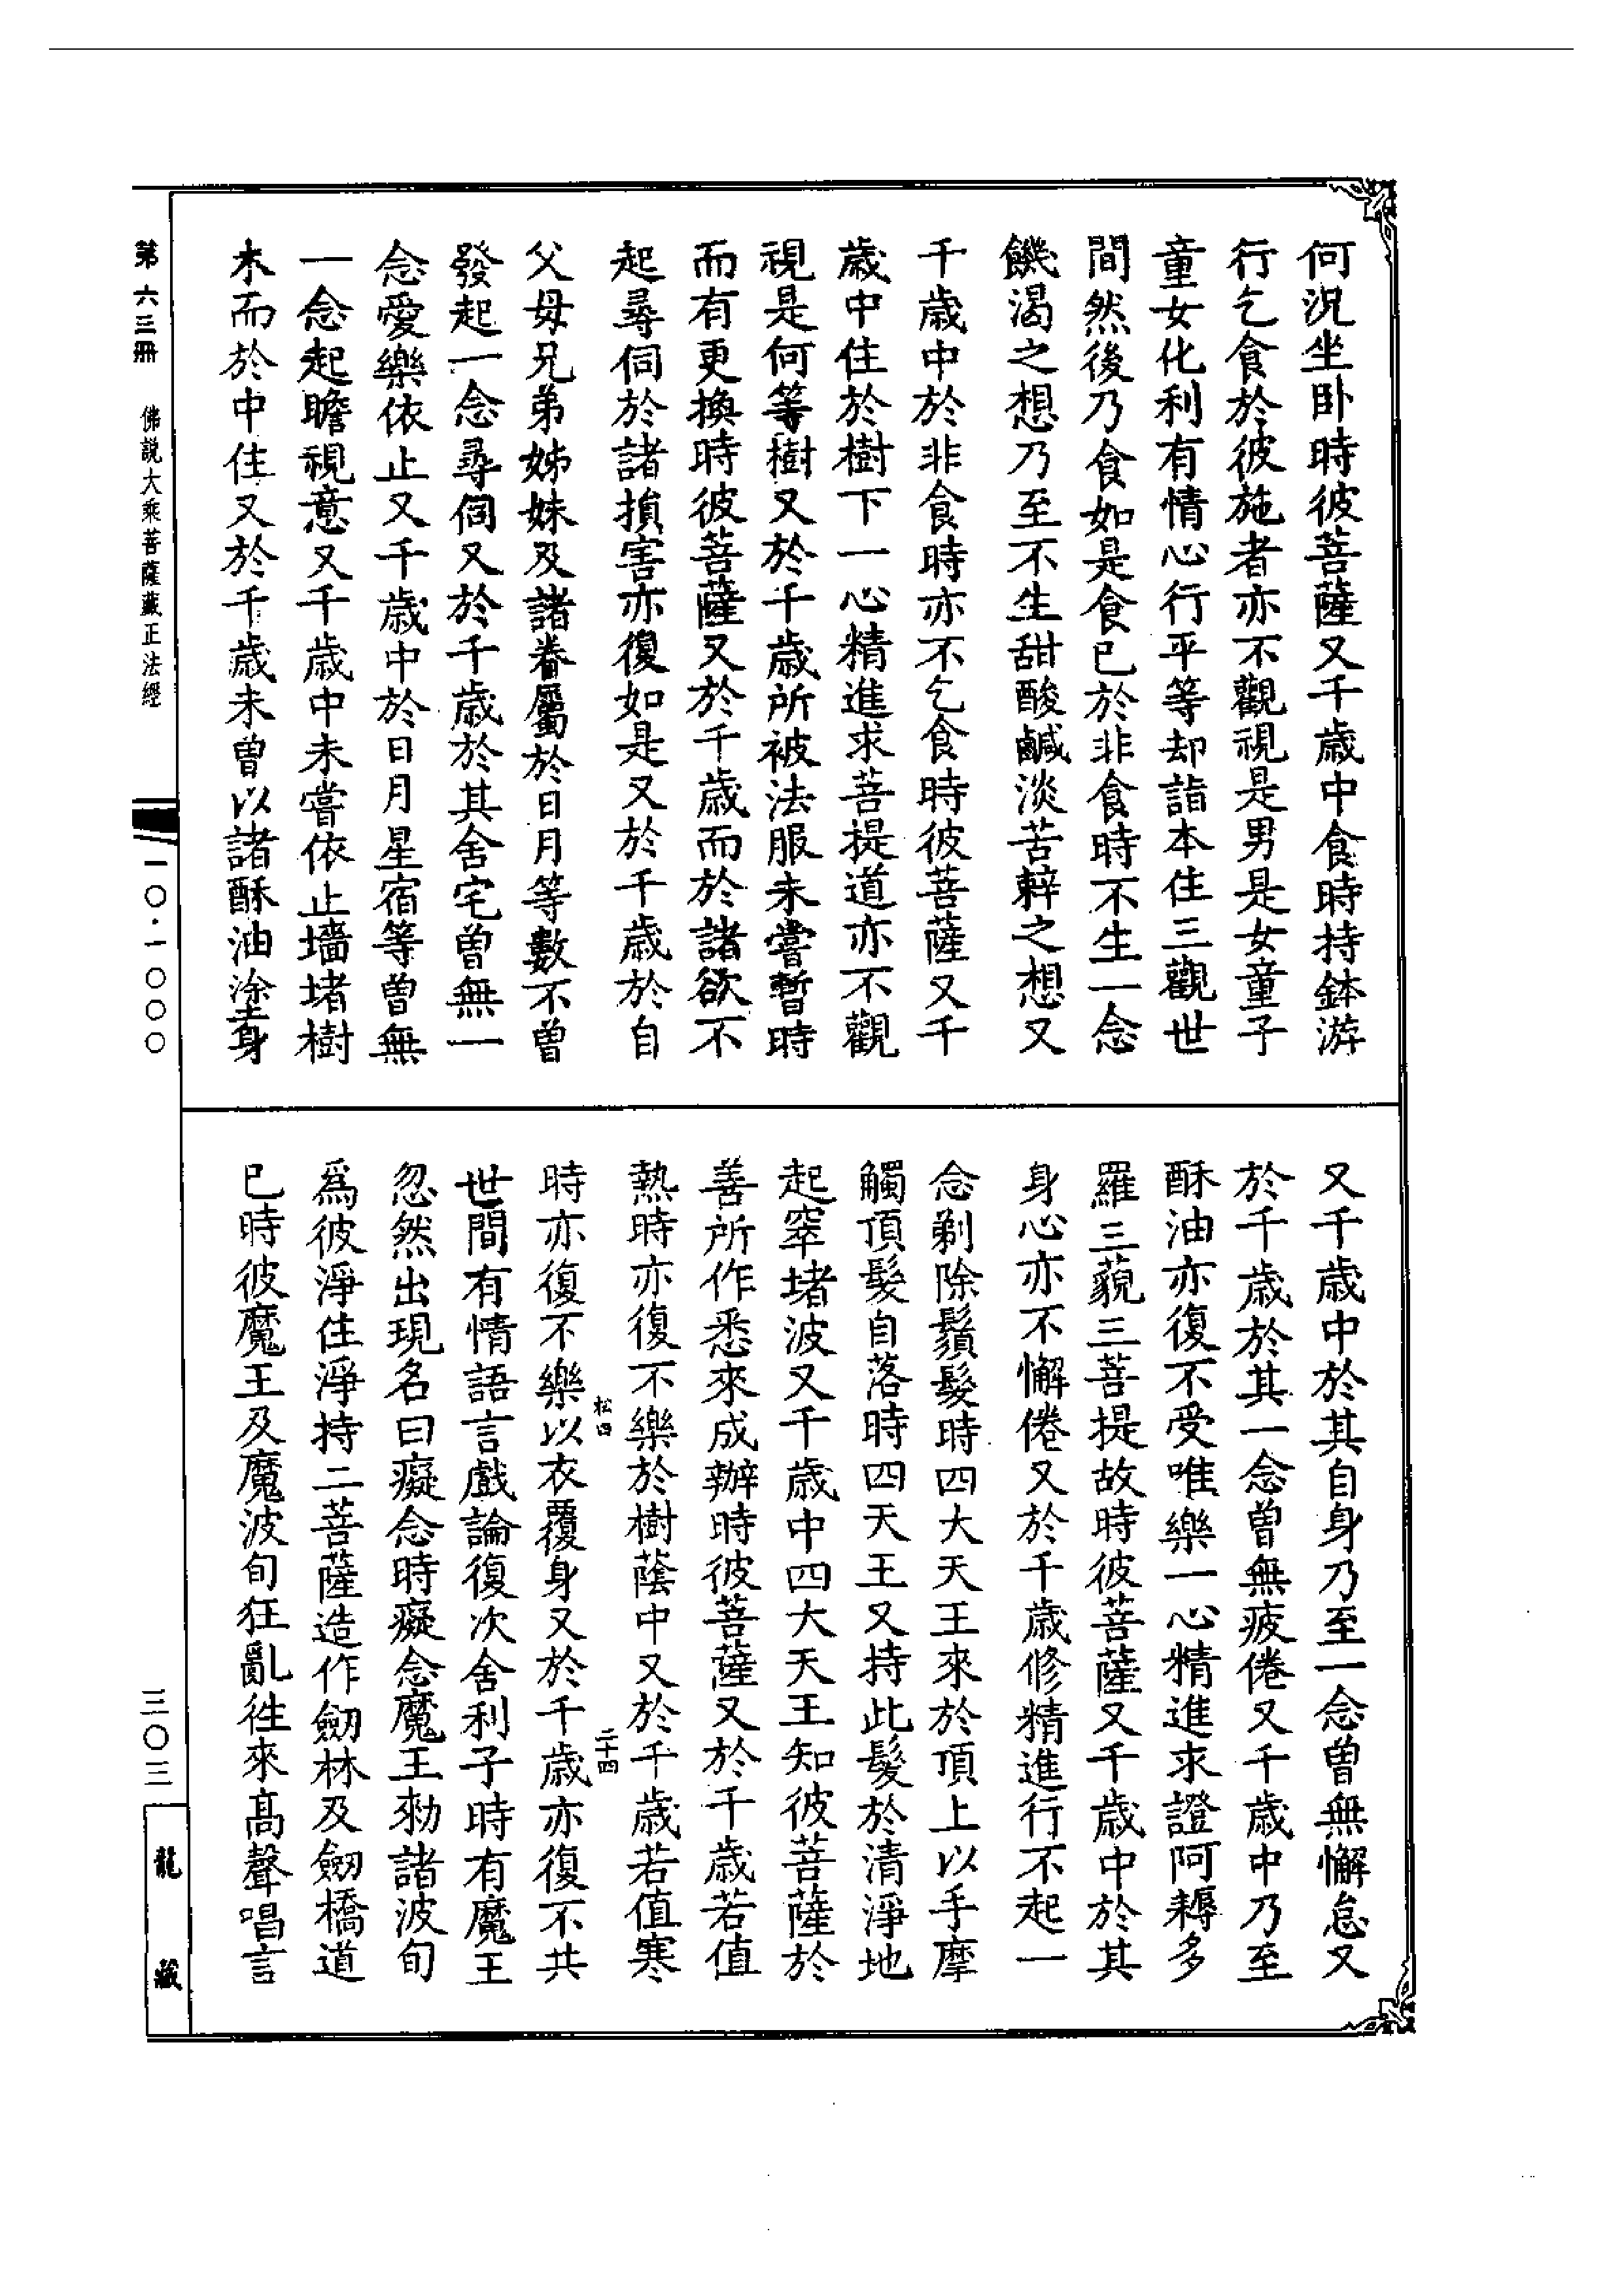 何況坐卧時彼菩薩又千歲中食時持鉢游
行乞食於彼施者亦不觀視是男是女童子
童女化利有情心行平等却詣本住三觀世
間然後乃食如是食已於非食時不生一念
饑渴之想乃至不生甜酸鹹淡苦辢之想又
千歲中於非食時亦不乞食時彼菩薩又千
歲中住於樹下一心精進求菩提道亦不觀
視是何等樹又於千歲所被法服未嘗暫時
而有更換時彼菩薩又於千歲而於諸欲不
起尋伺於諸損害亦復如是又於千歲於自
父母兄弟姊妹及諸眷屬於日月等數不曾
發起一念尋伺又於千歲於其舍宅曾無一
念愛樂依止又千歲中於日月星宿等曾無
一念起瞻視意又千歲中未嘗依止墻堵樹
木而於中住又於千歲未曾以諸酥油塗身
又千歲中於其自身乃至一念曾無懈怠又
於千歲於其一念曾無疲倦又千歲中乃至
酥油亦復不受唯樂一心精進求證阿耨多
羅三藐三菩提故時彼菩薩又千歲中於其
身心亦不懈倦又於千歲修精進行不起一
念剃除鬚髮時四大天王來於頂上以手摩
觸頂髮自落時四天王又持此髮於清淨地
起窣堵波又千歲中四大天王知彼菩薩於
善所作悉來成辦時彼菩薩又於千歲若值
熱時亦復不樂於樹蔭中又於千歲若值寒
松四 二十四
時亦復不樂以衣覆身又於千歲亦復不共
世間有情語言戲論復次舍利子時有魔王
忽然出現名曰癡念時癡念魔王勑諸波旬
為彼淨住淨持二菩薩造作劒林及劒橋道
已時彼魔王及魔波旬狂亂徃來高聲唱言
第六三冊 佛說大乘菩薩藏正法經 一〇·一〇〇〇 三〇三 龍藏